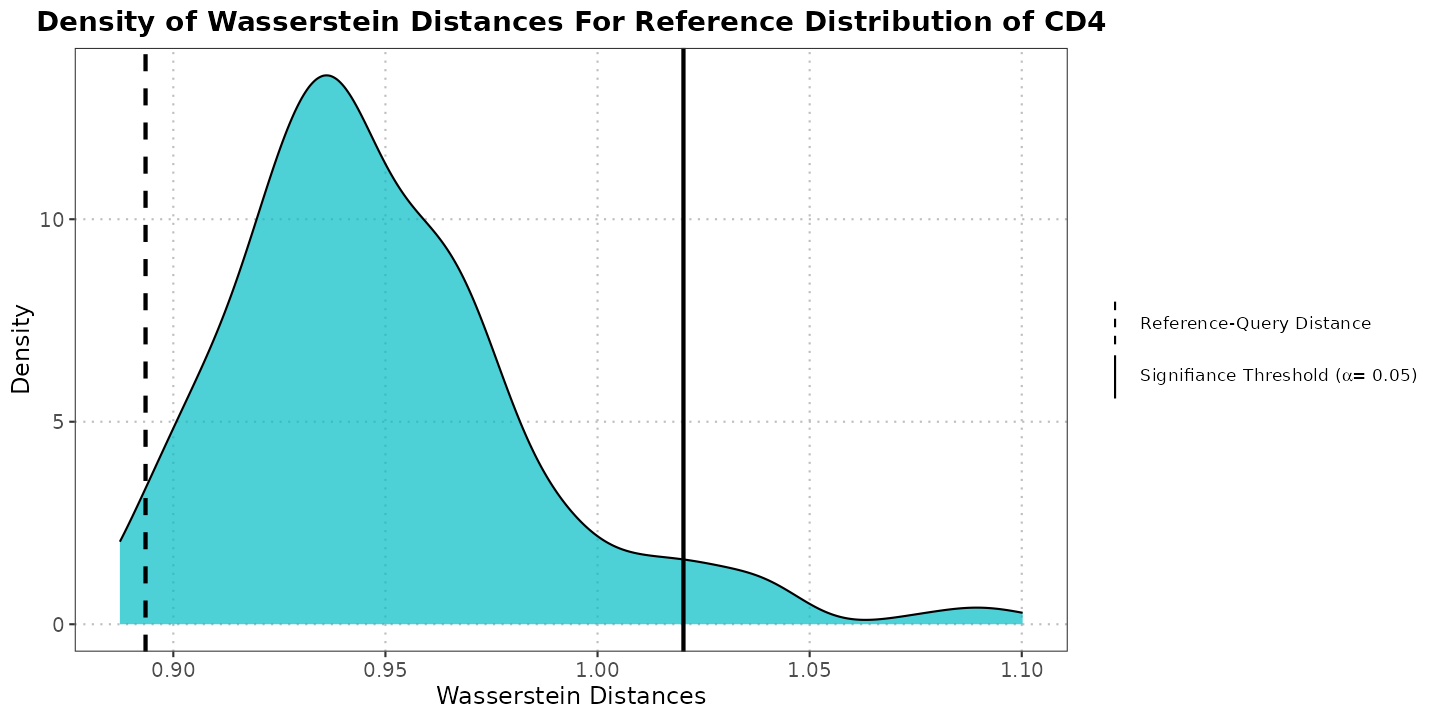 Density of Wasserstein Distances For Reference Distribution of CD4
Density
10
5
0
0.90 0.95 1.00 1.05 1.10
Wasserstein Distances
Reference-Query Distance
Signifiance Threshold (α= 0.05)